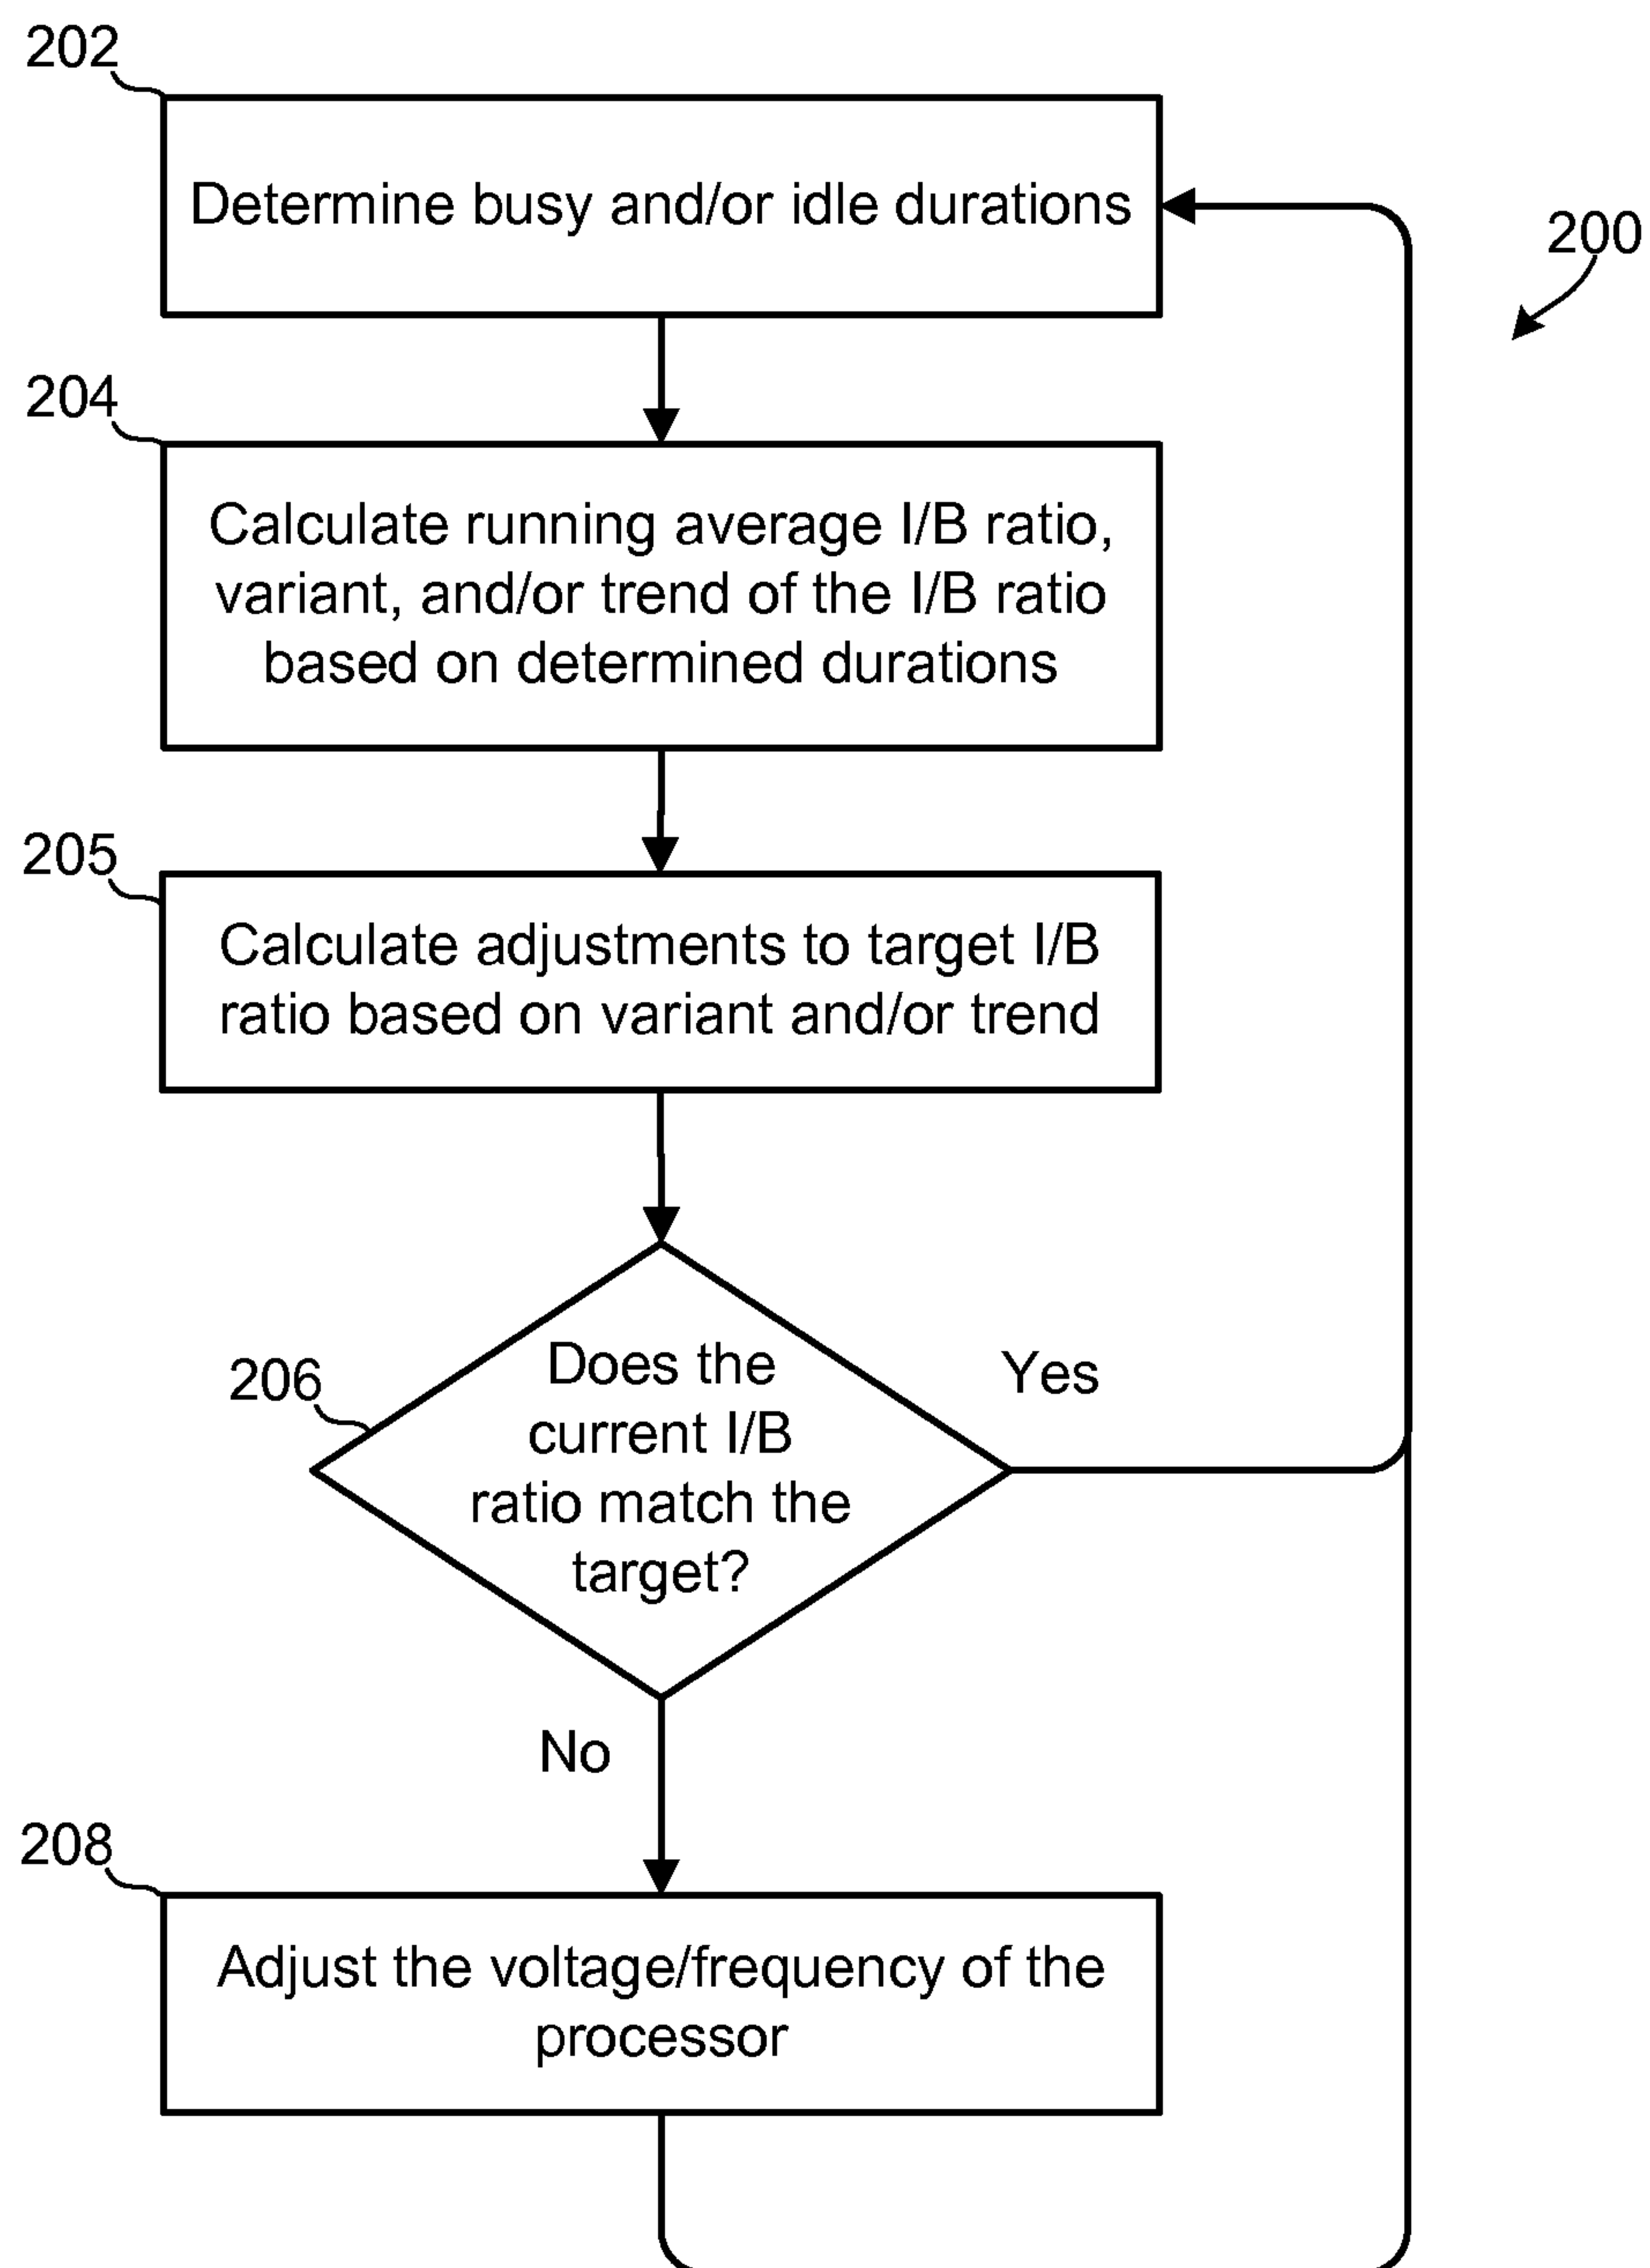 202
Determine busy and/or idle durations
200
204
Calculate running average I/B ratio,
variant, and/or trend of the I/B ratio
based on determined durations
205
Calculate adjustments to target I/B
ratio based on variant and/or trend
206
Does the
current I/B
ratio match the
target?
Yes
No
208
Adjust the voltage/frequency of the
processor